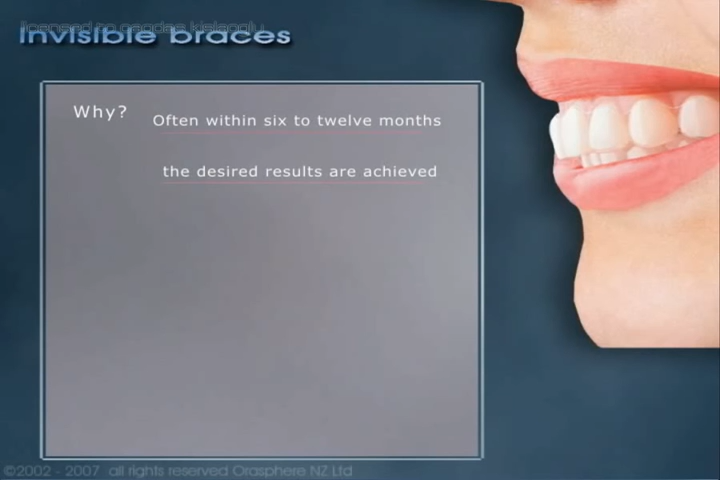 Invisible braces
Why?
Often within six to twelve months
the desired results are achieved
©2002 - 2007 all rights reserved Orasphere NZ Ltd